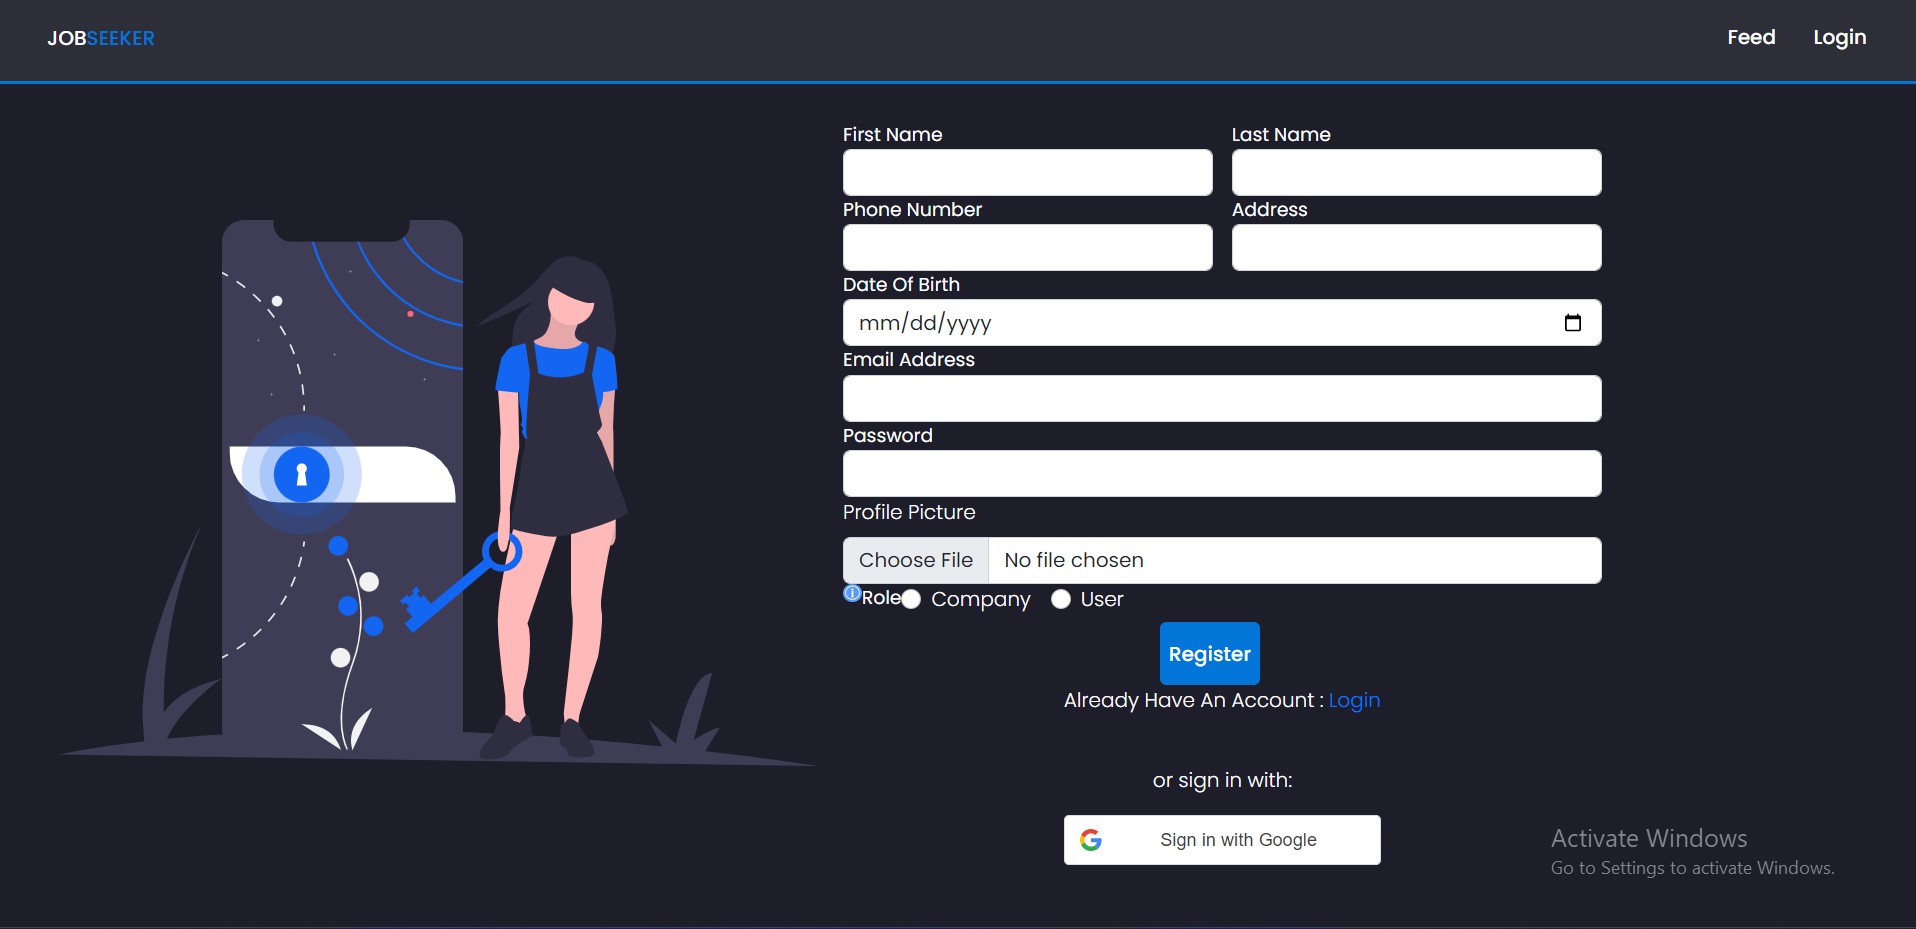 JOBSEEKER
Feed Login
First Name Last Name
Phone Number Address
Date Of Birth
mm/dd/yyyy
Email Address
Password
Profile Picture
Choose File No file chosen
Role Company User
Register
Already Have An Account : Login
or sign in with:
Sign in with Google
Activate Windows
Go to Settings to activate Windows.